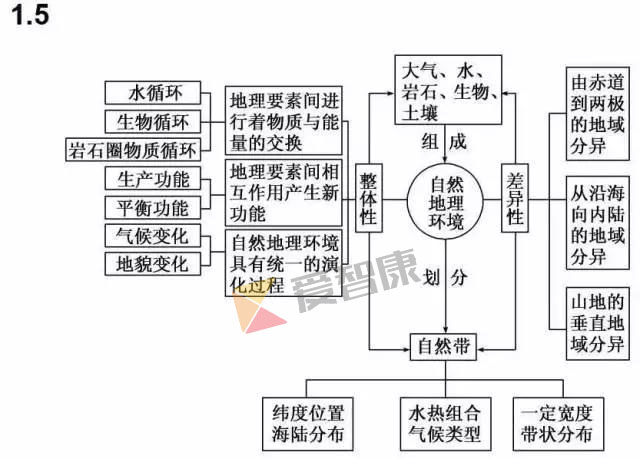 1.5
大气、水、
岩石、生物、
土壤
水循环
生物循环
岩石圈物质循环
生产功能
平衡功能
气候变化
地貌变化
地理要素间进
行着物质与能
量的交换
地理要素间相
互作用产生新
功能
自然地理环境
具有统一的演
化过程
整体性
组成
自然
地理
环境
划分
差异性
由赤道
到两极
的地域
分异
从沿海
向内陆
的地域
分异
山地的
垂直地
域分异
自然带
纬度位置
海陆分布
水热组合
气候类型
一定宽度
带状分布
爱智康